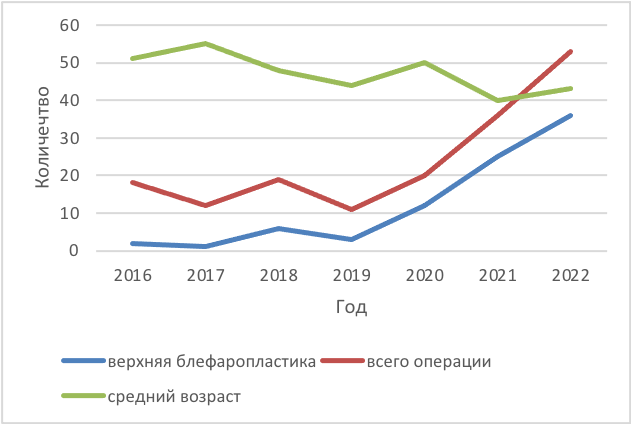 60
50
40
30
20
10
0
Количечтво
2016 2017 2018 2019 2020 2021 2022
Год
верхняя блефаропластика всего операции
средний возраст